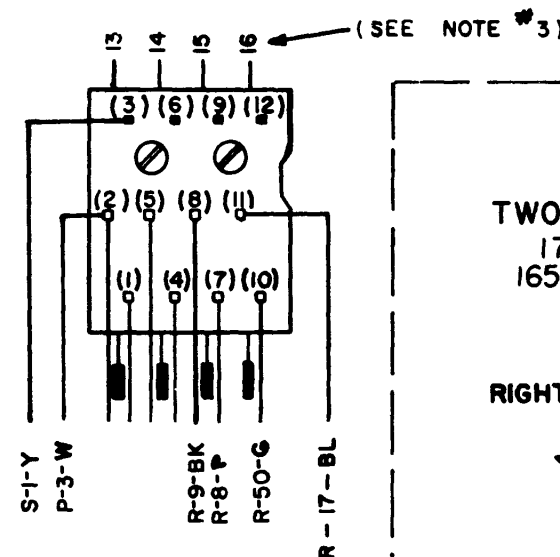 13 14 15 16 (SEE NOTE #3)
(3) (6) (9) (12)
(2) (5) (8) (11)
(1) (4) (7) (10)
TWO
17
165
RIGHT
S-1-Y
P-3-W
R-9-BK
R-8-P
R-50-G
R-17-BL